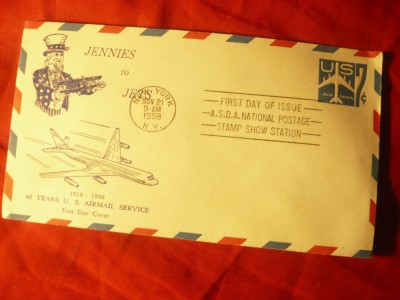 JENNIES
TO
JETS
NEW YORK
NOV 21
9-AM
1958
N.Y.
FIRST DAY OF ISSUE
A.S.D.A. NATIONAL POSTAGE
STAMP SHOW STATION
US
7
¢
1918 - 1958
40 YEARS U. S. AIRMAIL SERVICE
First Day Cover